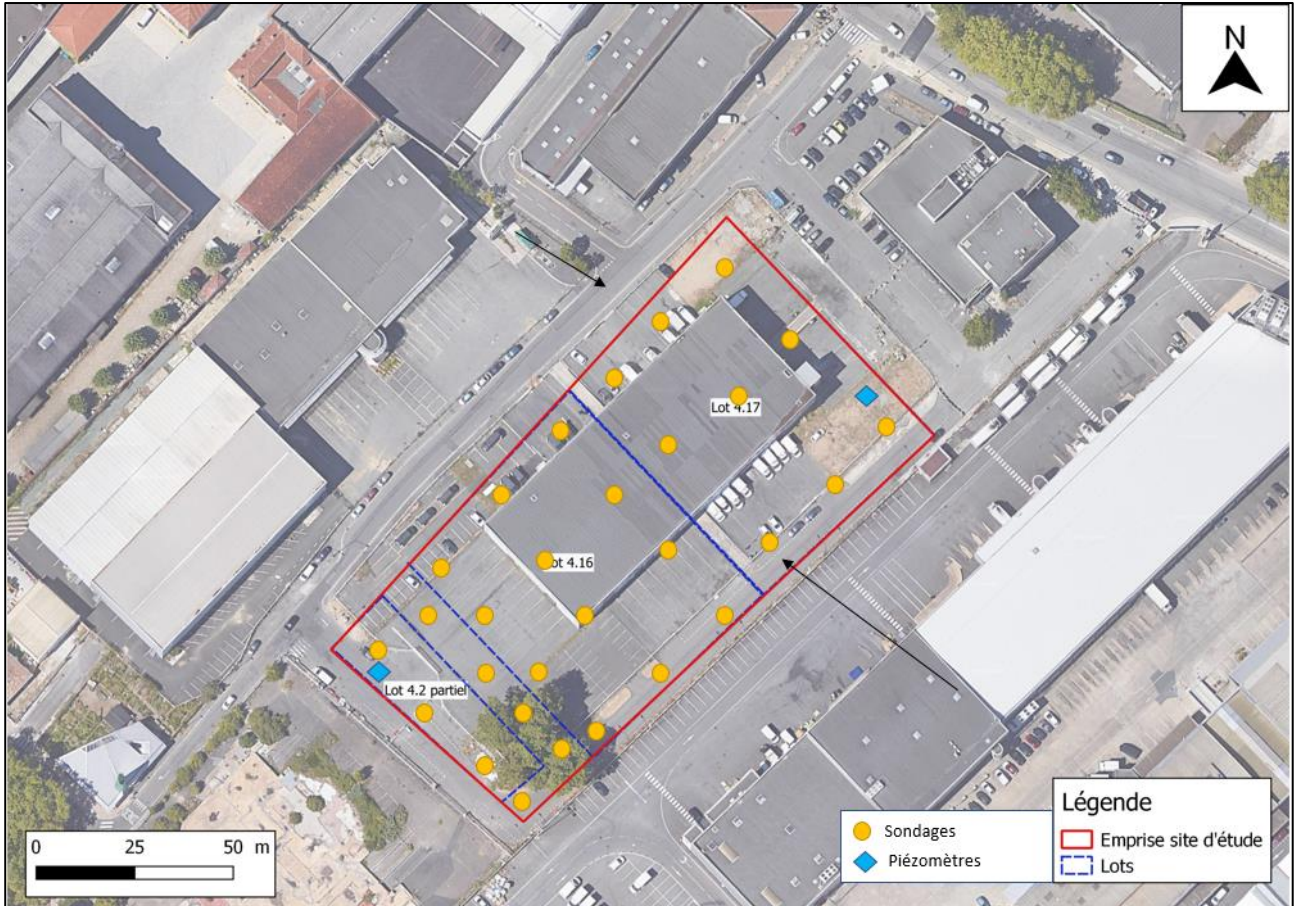 N
Lot 4.17
ot 4.16
Lot 4.2 partiel
0 25 50 m
Sondages
Piézomètres
Légende
Emprise site d'étude
Lots